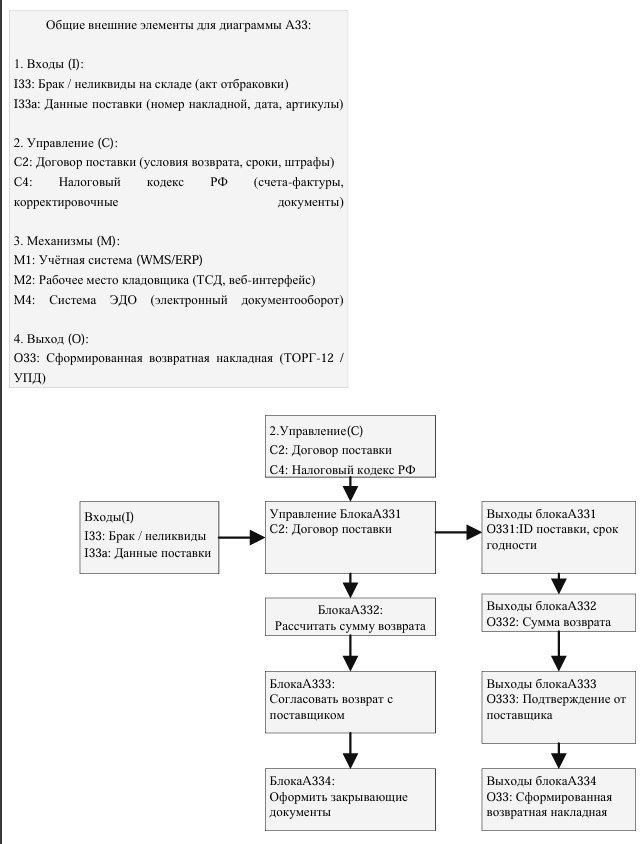 Общие внешние элементы для диаграммы А33:
1. Входы (I):
I33: Брак / неликвиды на складе (акт отбраковки)
I33a: Данные поставки (номер накладной, дата, артикулы)
2. Управление (C):
C2: Договор поставки (условия возврата, сроки, штрафы)
C4: Налоговый кодекс РФ (счета-фактуры,
корректировочные документы)
3. Механизмы (M):
M1: Учётная система (WMS/ERP)
M2: Рабочее место кладовщика (ТСД, веб-интерфейс)
M4: Система ЭДО (электронный документооборот)
4. Выход (O):
O33: Сформированная возвратная накладная (ТОРГ-12 /
УПД)
2.Управление(C)
C2: Договор поставки
C4: Налоговый кодекс РФ
Входы(I)
I33: Брак / неликвиды
I33a: Данные поставки
Управление БлокаА331
C2: Договор поставки
Выходы блокаА331
O331:ID поставки, срок
годности
БлокаА332:
Рассчитать сумму возврата
Выходы блокаА332
O332: Сумма возврата
БлокаА333:
Согласовать возврат с
поставщиком
Выходы блокаА333
O333: Подтверждение от
поставщика
БлокаА334:
Оформить закрывающие
документы
Выходы блокаА334
O33: Сформированная
возвратная накладная